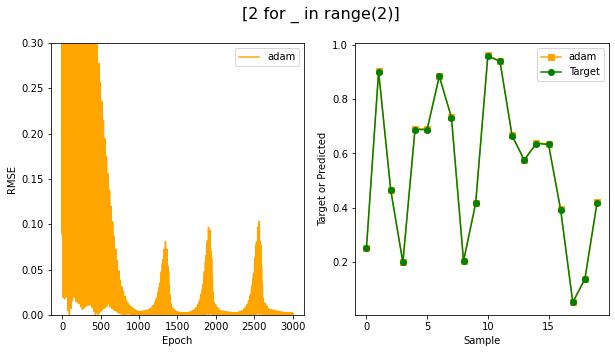 [2 for _ in range(2)]
0.30
0.25
0.20
0.15
0.10
0.05
0.00
RMSE
0
500
1000
1500
2000
2500
3000
Epoch
adam
1.0
0.8
0.6
0.4
0.2
Target or Predicted
0
5
10
15
Sample
adam
Target